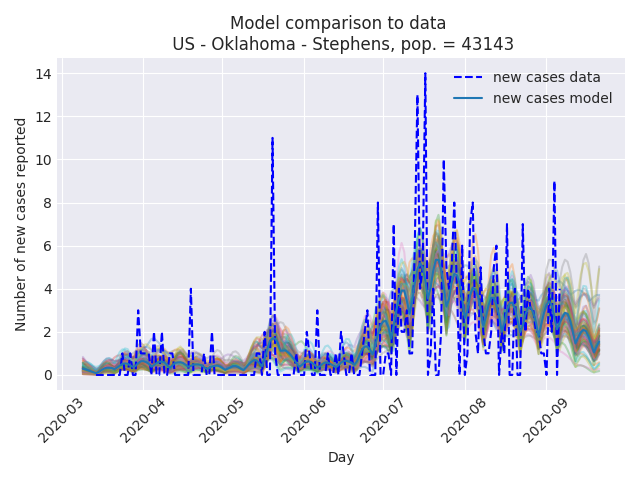 Model comparison to data
US - Oklahoma - Stephens, pop. = 43143
new cases data
new cases model
Number of new cases reported
14
12
10
8
6
4
2
0
2020-03
2020-04
2020-05
2020-06
2020-07
2020-08
2020-09
Day